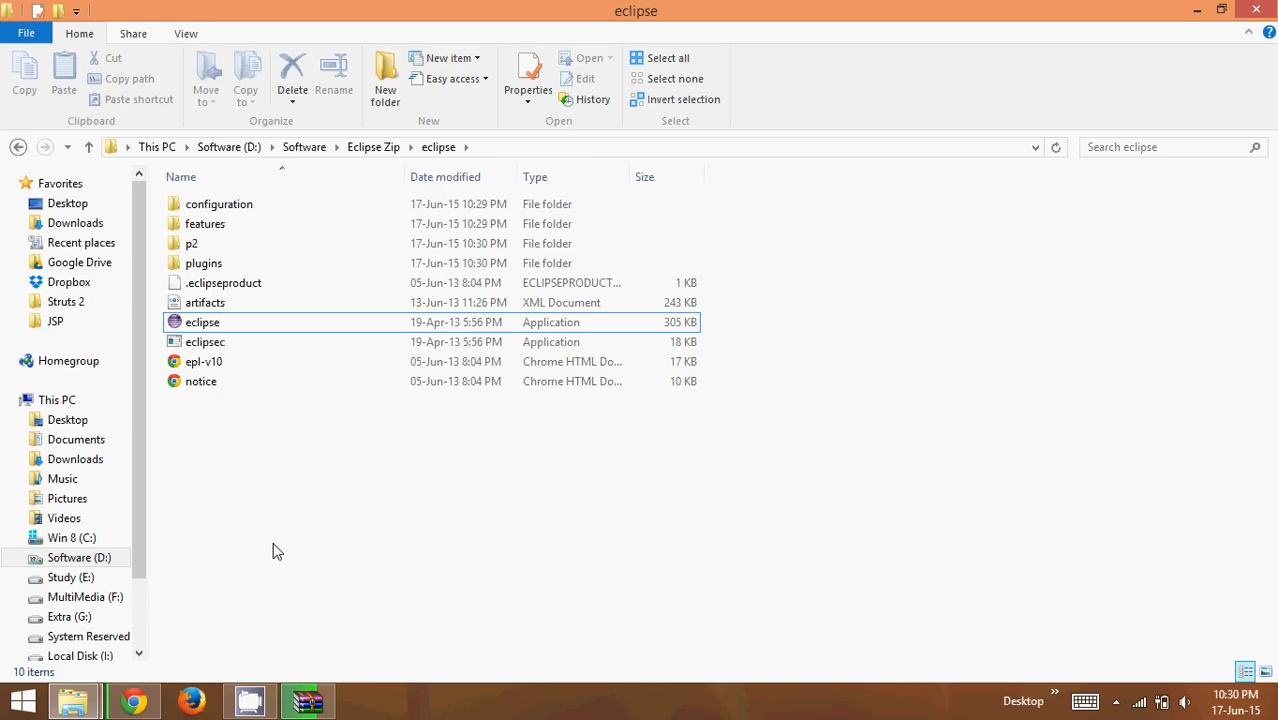 eclipse
File Home Share View
Copy
Paste
Cut
Copy path
Paste shortcut
Clipboard
Move to
Copy to
Delete
Rename
Organize
New folder
New item
Easy access
New
Properties
Open
Edit
History
Open
Select all
Select none
Invert selection
Select
This PC Software (D:) Software Eclipse Zip eclipse
Search eclipse
Name Date modified Type Size
configuration 17-Jun-15 10:29 PM File folder
features 17-Jun-15 10:29 PM File folder
p2 17-Jun-15 10:30 PM File folder
plugins 17-Jun-15 10:30 PM File folder
.eclipseproduct 05-Jun-13 8:04 PM ECLIPSEPRODUCT... 1 KB
artifacts 13-Jun-13 11:26 PM XML Document 243 KB
eclipse 19-Apr-13 5:56 PM Application 305 KB
eclipsec 19-Apr-13 5:56 PM Application 18 KB
epl-v10 05-Jun-13 8:04 PM Chrome HTML Do... 17 KB
notice 05-Jun-13 8:04 PM Chrome HTML Do... 10 KB
Favorites
Desktop
Downloads
Recent places
Google Drive
Dropbox
Struts 2
JSP
Homegroup
This PC
Desktop
Documents
Downloads
Music
Pictures
Videos
Win 8 (C:)
Software (D:)
Study (E:)
MultiMedia (F:)
Extra (G:)
System Reserved
Local Disk (I:)
10 items
Desktop
10:30 PM
17-Jun-15